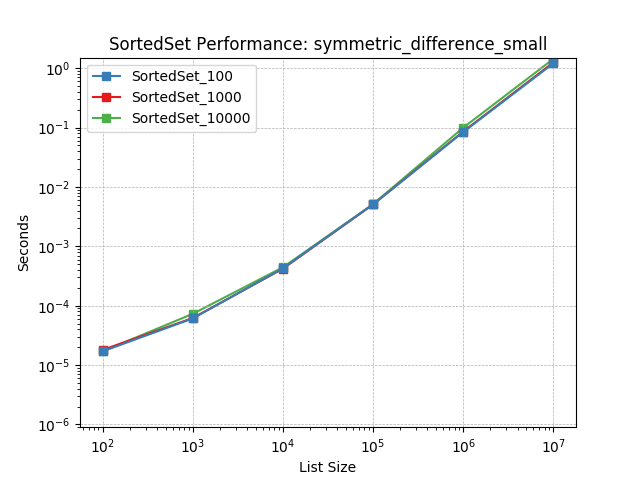 SortedSet Performance: symmetric_difference_small
SortedSet_100
SortedSet_1000
SortedSet_10000
Seconds
10⁰
10⁻¹
10⁻²
10⁻³
10⁻⁴
10⁻⁵
10⁻⁶
10² 10³ 10⁴ 10⁵ 10⁶ 10⁷
List Size